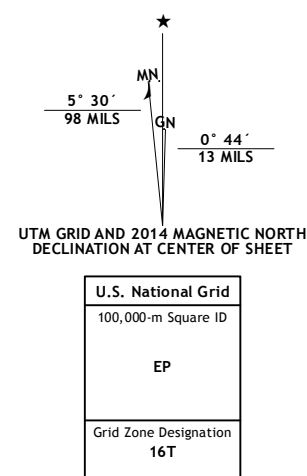 ★
MN.
5° 30´
98 MILS
GN
0° 44´
13 MILS
UTM GRID AND 2014 MAGNETIC NORTH
DECLINATION AT CENTER OF SHEET
U.S. National Grid
100,000-m Square ID
EP
Grid Zone Designation
16T